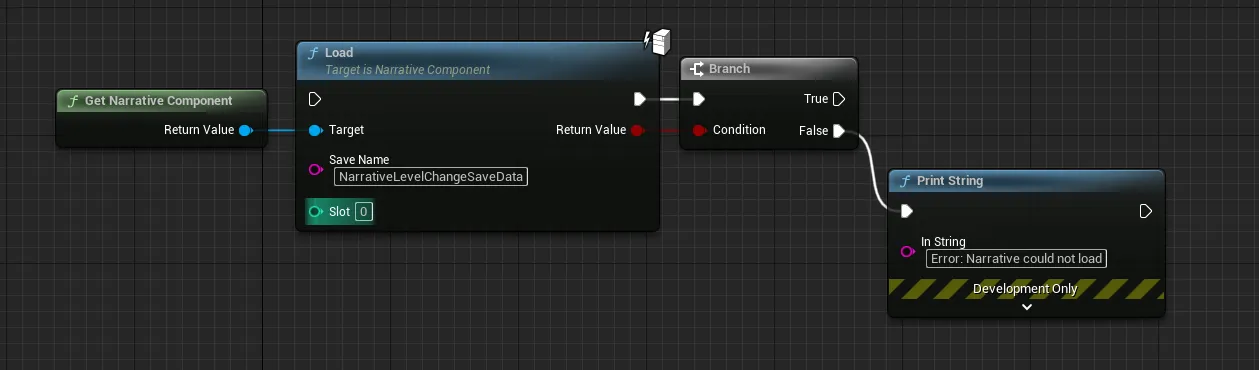 Get Narrative Component
Return Value
f Load
Target is Narrative Component
Target
Return Value
Save Name
NarrativeLevelChangeSaveData
Slot 0
Branch
True
Condition
False
f Print String
In String
Error: Narrative could not load
Development Only